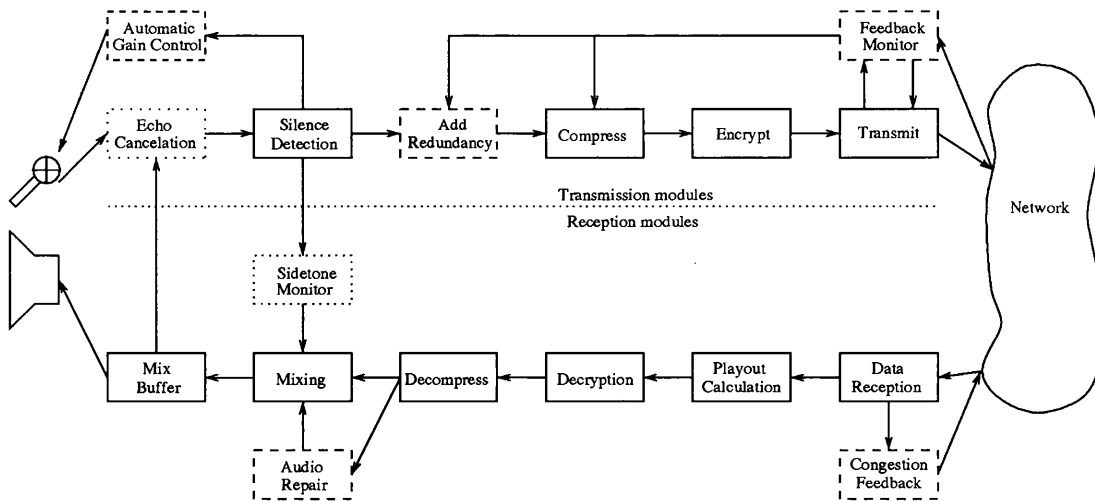 Automatic
Gain Control
Feedback
Monitor
Echo
Cancelation
Silence
Detection
Add
Redundancy
Compress
Encrypt
Transmit
Transmission modules
Reception modules
Network
Sidetone
Monitor
Mix
Buffer
Mixing
Decompress
Decryption
Playout
Calculation
Data
Reception
Audio
Repair
Congestion
Feedback